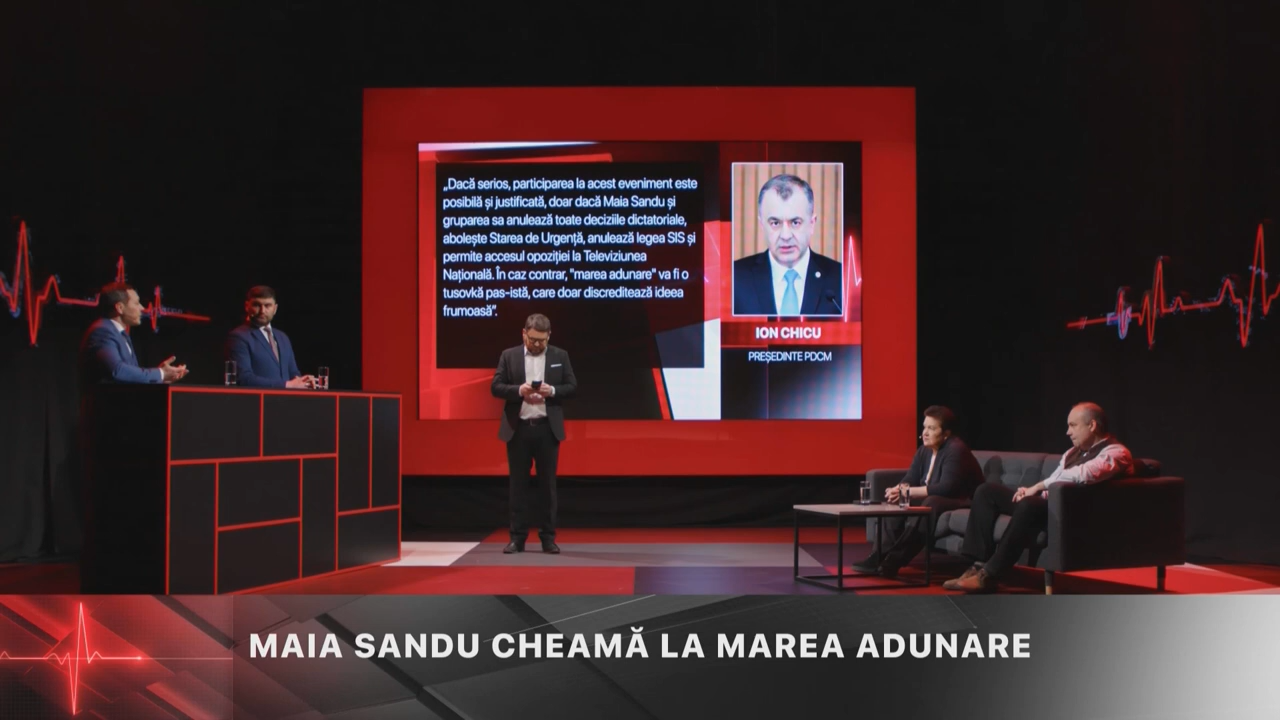 „Dacă serios, participarea la acest eveniment este
posibilă și justificată, doar dacă Maia Sandu și
gruparea sa anulează toate deciziile dictatoriale,
abolește Starea de Urgență, anulează legea SIS și
permite accesul opoziției la Televiziunea
Națională. În caz contrar, "marea adunare" va fi o
tusovkă pas-istă, care doar discreditează ideea
frumoasă”.
ION CHICU
PREȘEDINTE PDCM
MAIA SANDU CHEAMĂ LA MAREA ADUNARE